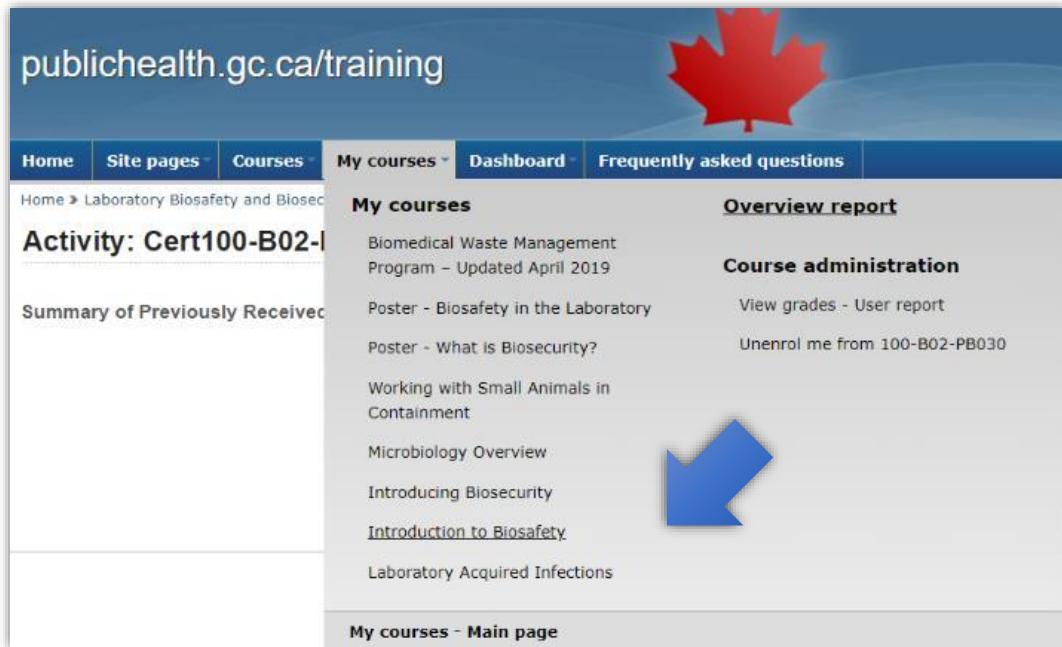 publichealth.gc.ca/training
Home Site pages Courses My courses Dashboard Frequently asked questions
Home » Laboratory Biosafety and Biosec
Activity: Cert100-B02-
Summary of Previously Received
My courses
Biomedical Waste Management
Program – Updated April 2019
Poster - Biosafety in the Laboratory
Poster - What is Biosecurity?
Working with Small Animals in
Containment
Microbiology Overview
Introducing Biosecurity
Introduction to Biosafety
Laboratory Acquired Infections
Overview report
Course administration
View grades - User report
Unenrol me from 100-B02-PB030
My courses - Main page